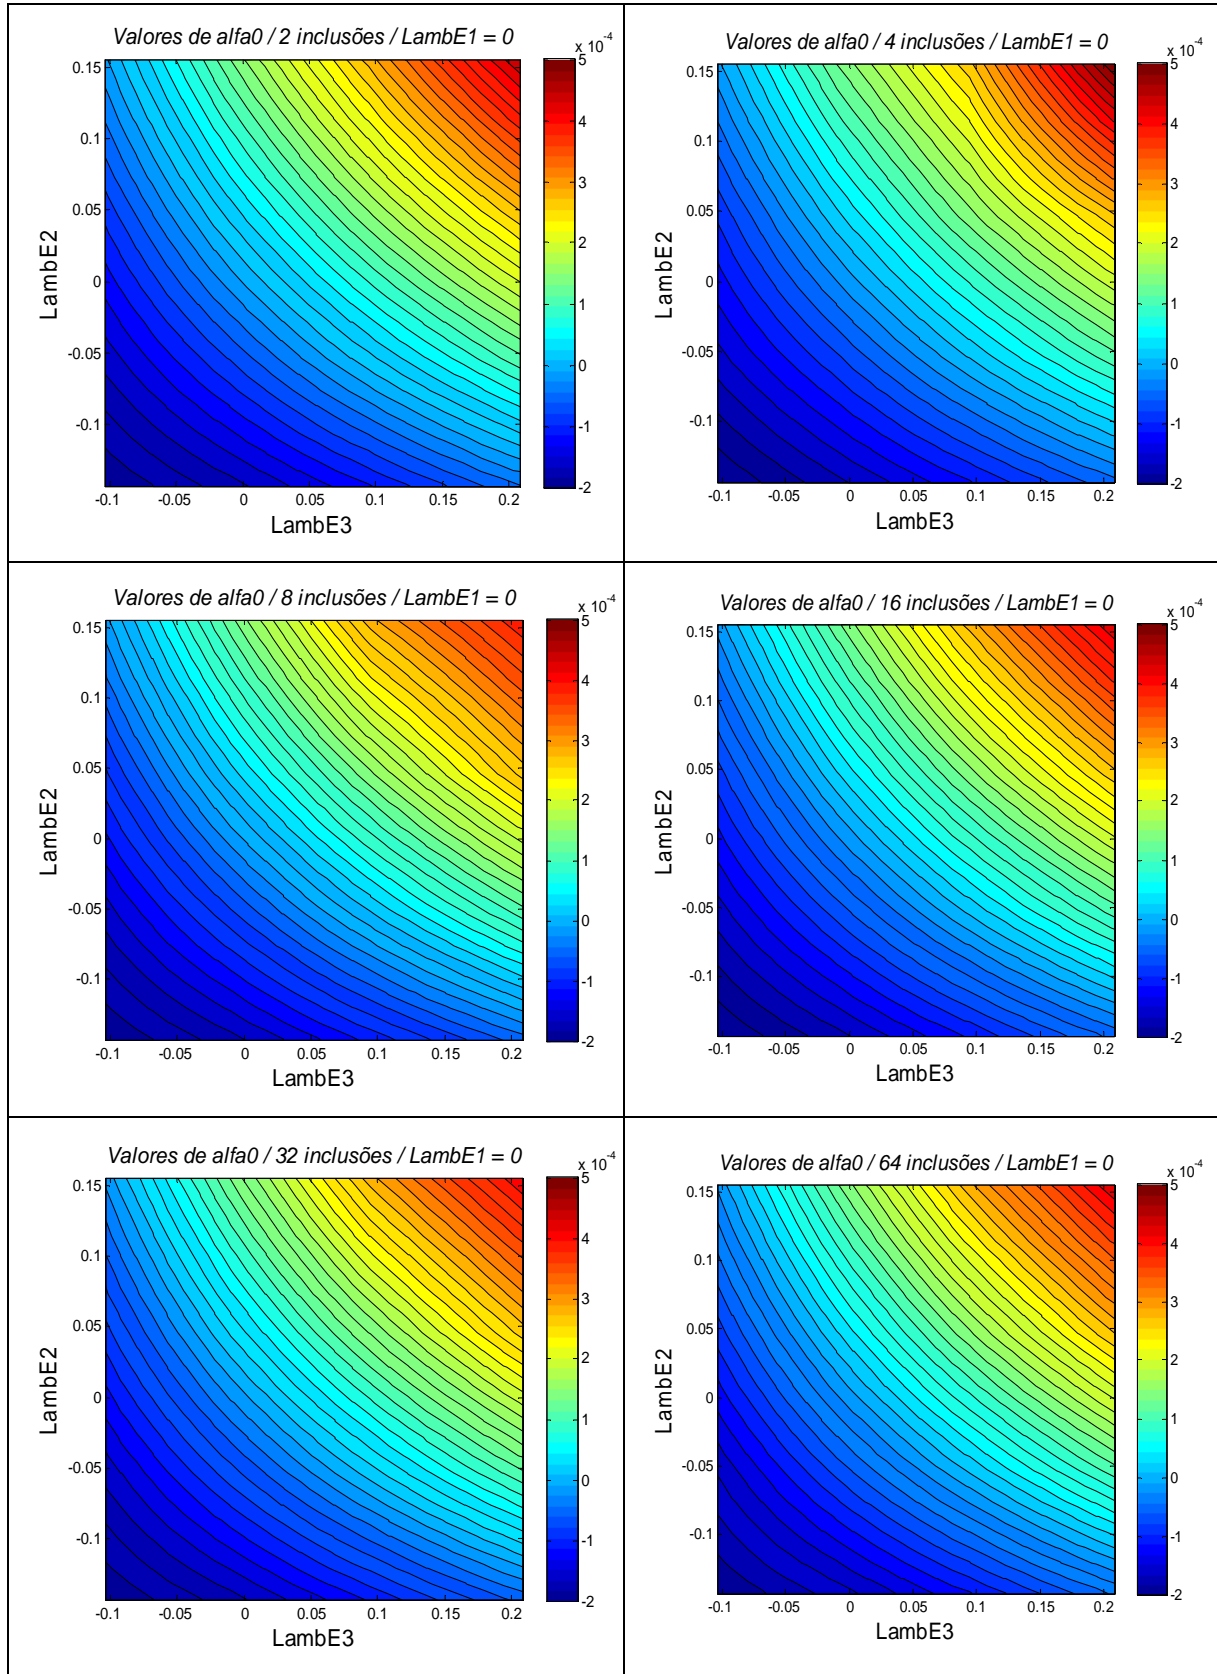 Valores de alfa0 / 2 inclusões / LambE1 = 0
x 10-4
0.15
0.1
0.05
0
-0.05
-0.1
LambE2
-0.1 -0.05 0 0.05 0.1 0.15 0.2
LambE3
5
4
3
2
1
0
-1
-2
Valores de alfa0 / 4 inclusões / LambE1 = 0
x 10-4
0.15
0.1
0.05
0
-0.05
-0.1
LambE2
-0.1 -0.05 0 0.05 0.1 0.15 0.2
LambE3
5
4
3
2
1
0
-1
-2
Valores de alfa0 / 8 inclusões / LambE1 = 0
x 10-4
0.15
0.1
0.05
0
-0.05
-0.1
LambE2
-0.1 -0.05 0 0.05 0.1 0.15 0.2
LambE3
5
4
3
2
1
0
-1
-2
Valores de alfa0 / 16 inclusões / LambE1 = 0
x 10-4
0.15
0.1
0.05
0
-0.05
-0.1
LambE2
-0.1 -0.05 0 0.05 0.1 0.15 0.2
LambE3
5
4
3
2
1
0
-1
-2
Valores de alfa0 / 32 inclusões / LambE1 = 0
x 10-4
0.15
0.1
0.05
0
-0.05
-0.1
LambE2
-0.1 -0.05 0 0.05 0.1 0.15 0.2
LambE3
5
4
3
2
1
0
-1
-2
Valores de alfa0 / 64 inclusões / LambE1 = 0
x 10-4
0.15
0.1
0.05
0
-0.05
-0.1
LambE2
-0.1 -0.05 0 0.05 0.1 0.15 0.2
LambE3
5
4
3
2
1
0
-1
-2